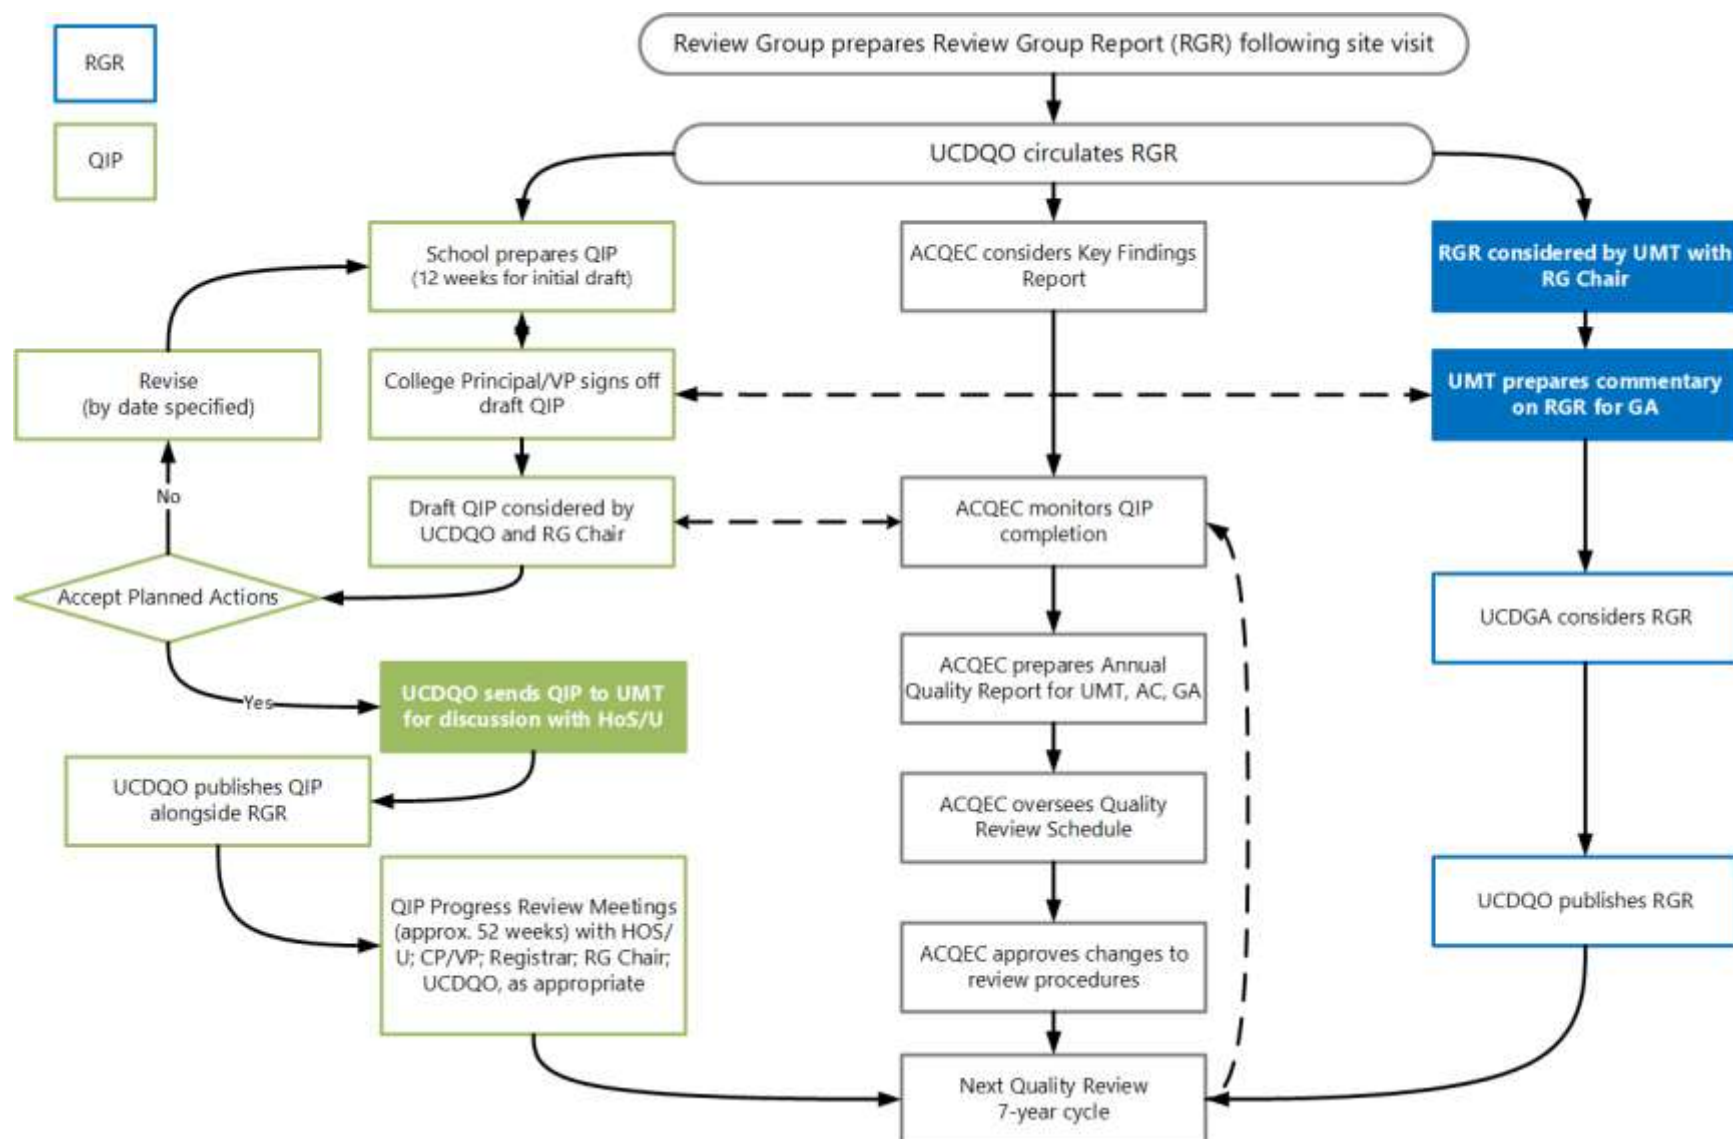 RGR
QIP
Review Group prepares Review Group Report (RGR) following site visit
UCDQO circulates RGR
School prepares QIP
(12 weeks for initial draft)
ACQEC considers Key Findings
Report
RGR considered by UMT with
RG Chair
Revise
(by date specified)
College Principal/VP signs off
draft QIP
UMT prepares commentary
on RGR for GA
No
Draft QIP considered by
UCDQO and RG Chair
ACQEC monitors QIP
completion
Accept Planned Actions
UCDGA considers RGR
Yes
UCDQO sends QIP to UMT
for discussion with HoS/U
ACQEC prepares Annual
Quality Report for UMT, AC, GA
UCDQO publishes QIP
alongside RGR
ACQEC oversees Quality
Review Schedule
QIP Progress Review Meetings
(approx. 52 weeks) with HOS/
U; CP/VP; Registrar; RG Chair;
UCDQO, as appropriate
ACQEC approves changes to
review procedures
UCDQO publishes RGR
Next Quality Review
7-year cycle